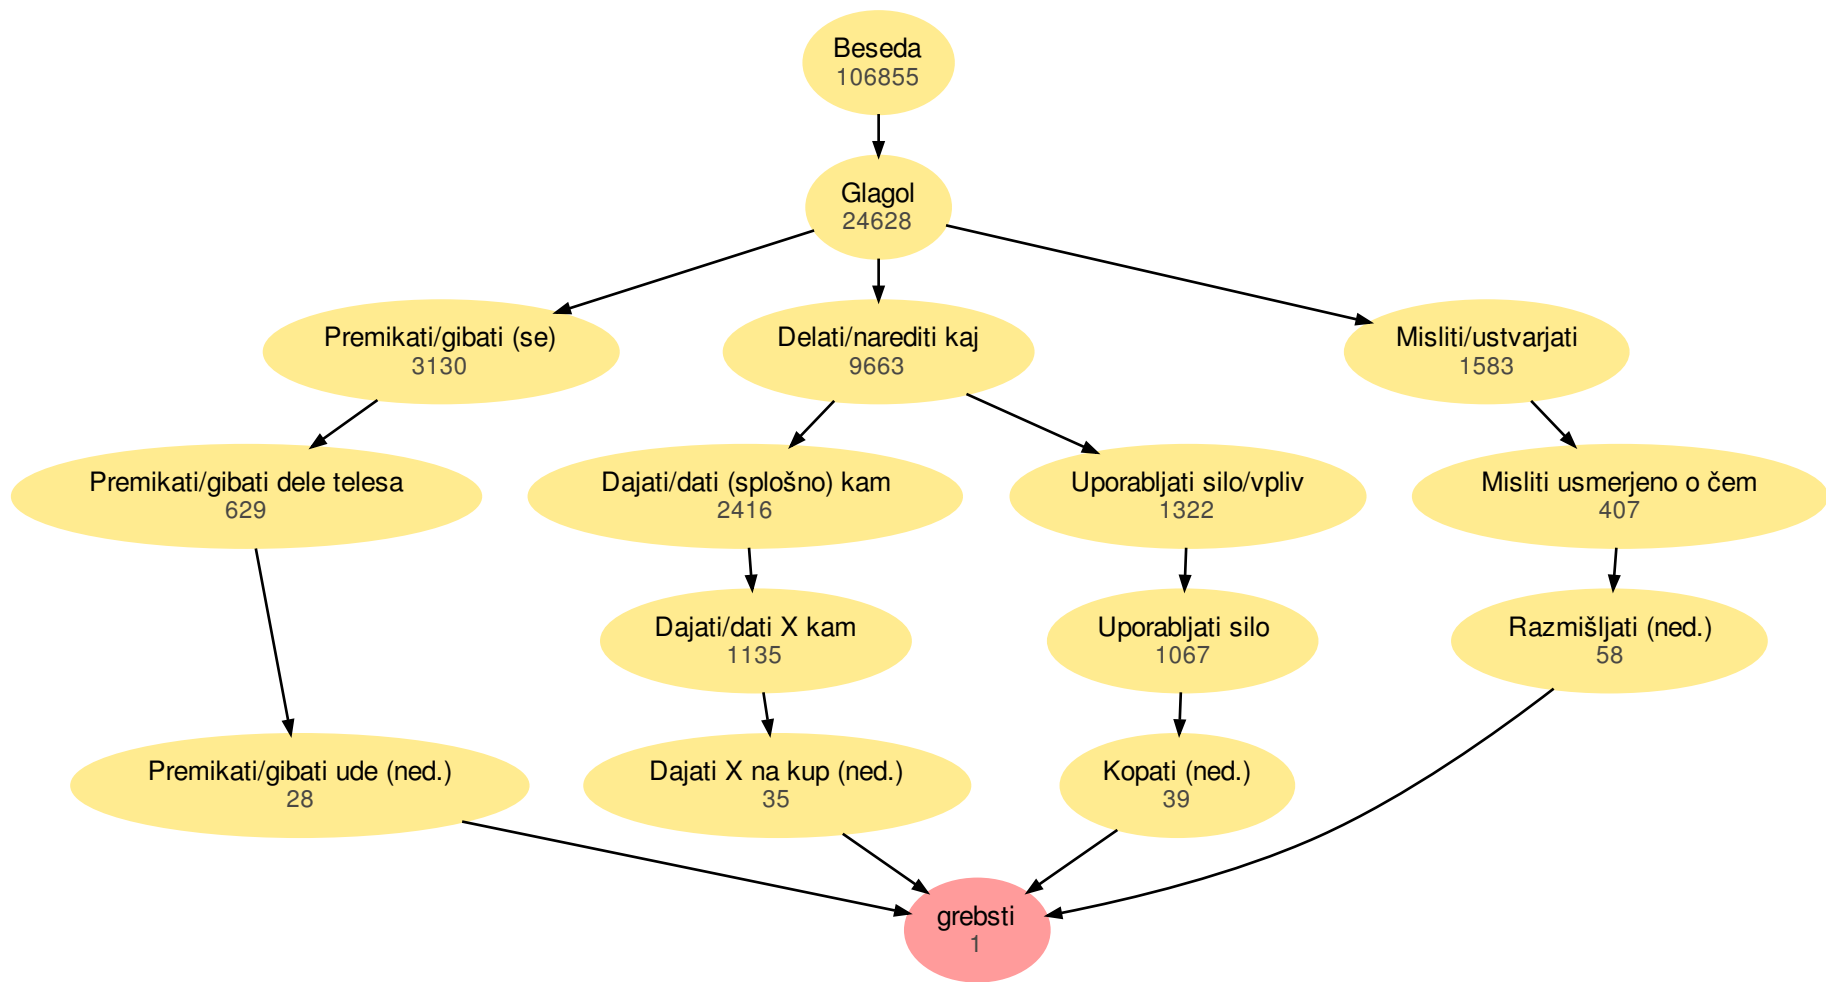 Beseda
106855
Glagol
24628
Premikati/gibati (se)
3130
Delati/narediti kaj
9663
Misliti/ustvarjati
1583
Premikati/gibati dele telesa
629
Dajati/dati (splošno) kam
2416
Uporabljati silo/vpliv
1322
Misliti usmerjeno o čem
407
Dajati/dati X kam
1135
Uporabljati silo
1067
Razmišljati (ned.)
58
Premikati/gibati ude (ned.)
28
Dajati X na kup (ned.)
35
Kopati (ned.)
39
grebsti
1